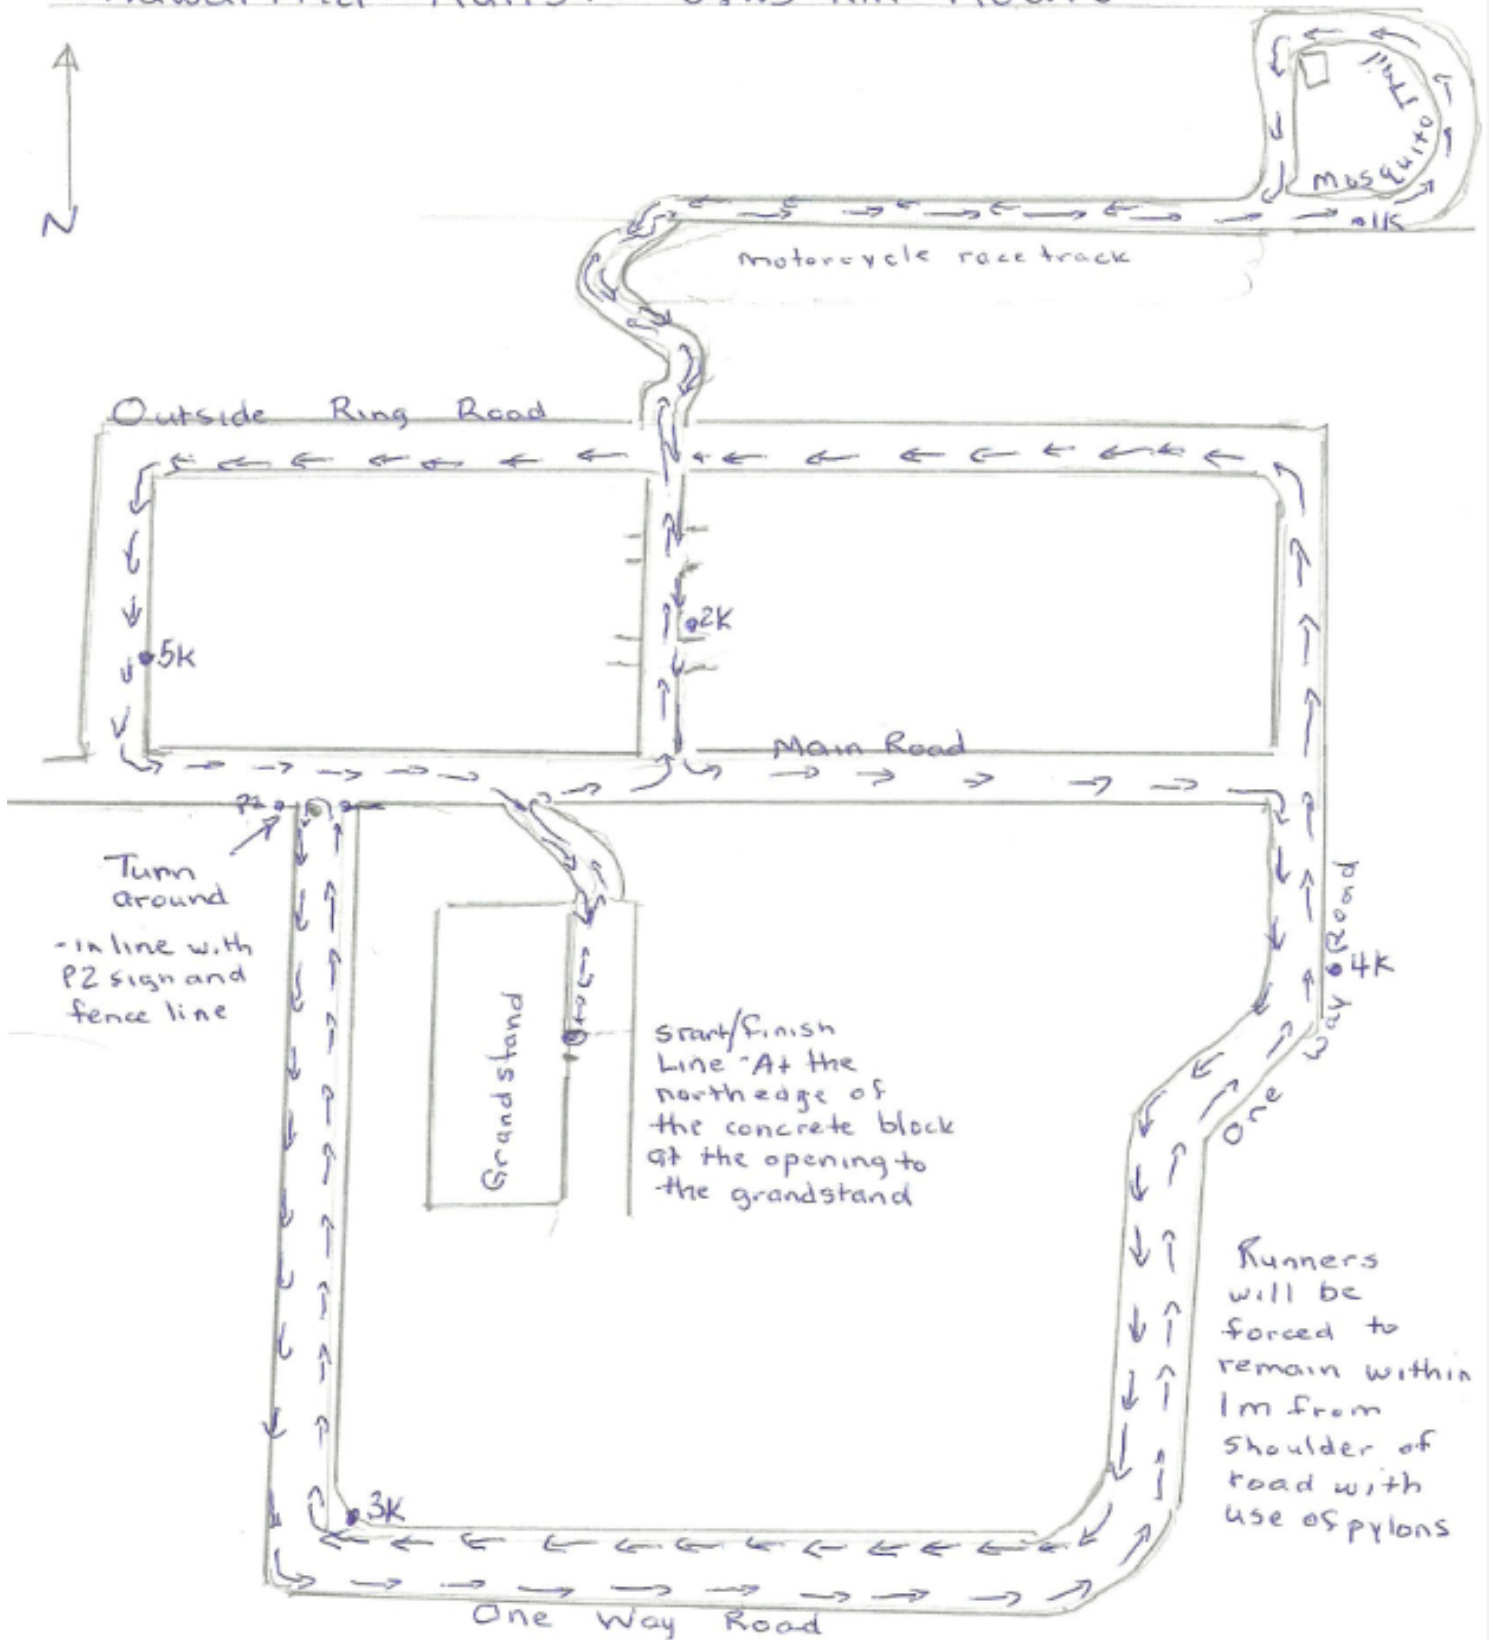 N
Mosquito Trail
1K
motorcycle race track
Outside Ring Road
2K
5K
Main Road
P2
Turn
around
-in line with
P2 sign and
fence line
One Way Road
4K
Grandstand
start/finish
Line - At the
north edge of
the concrete block
at the opening to
the grandstand
Runners
will be
forced to
remain within
1m from
shoulder of
road with
use of pylons
3K
One Way Road